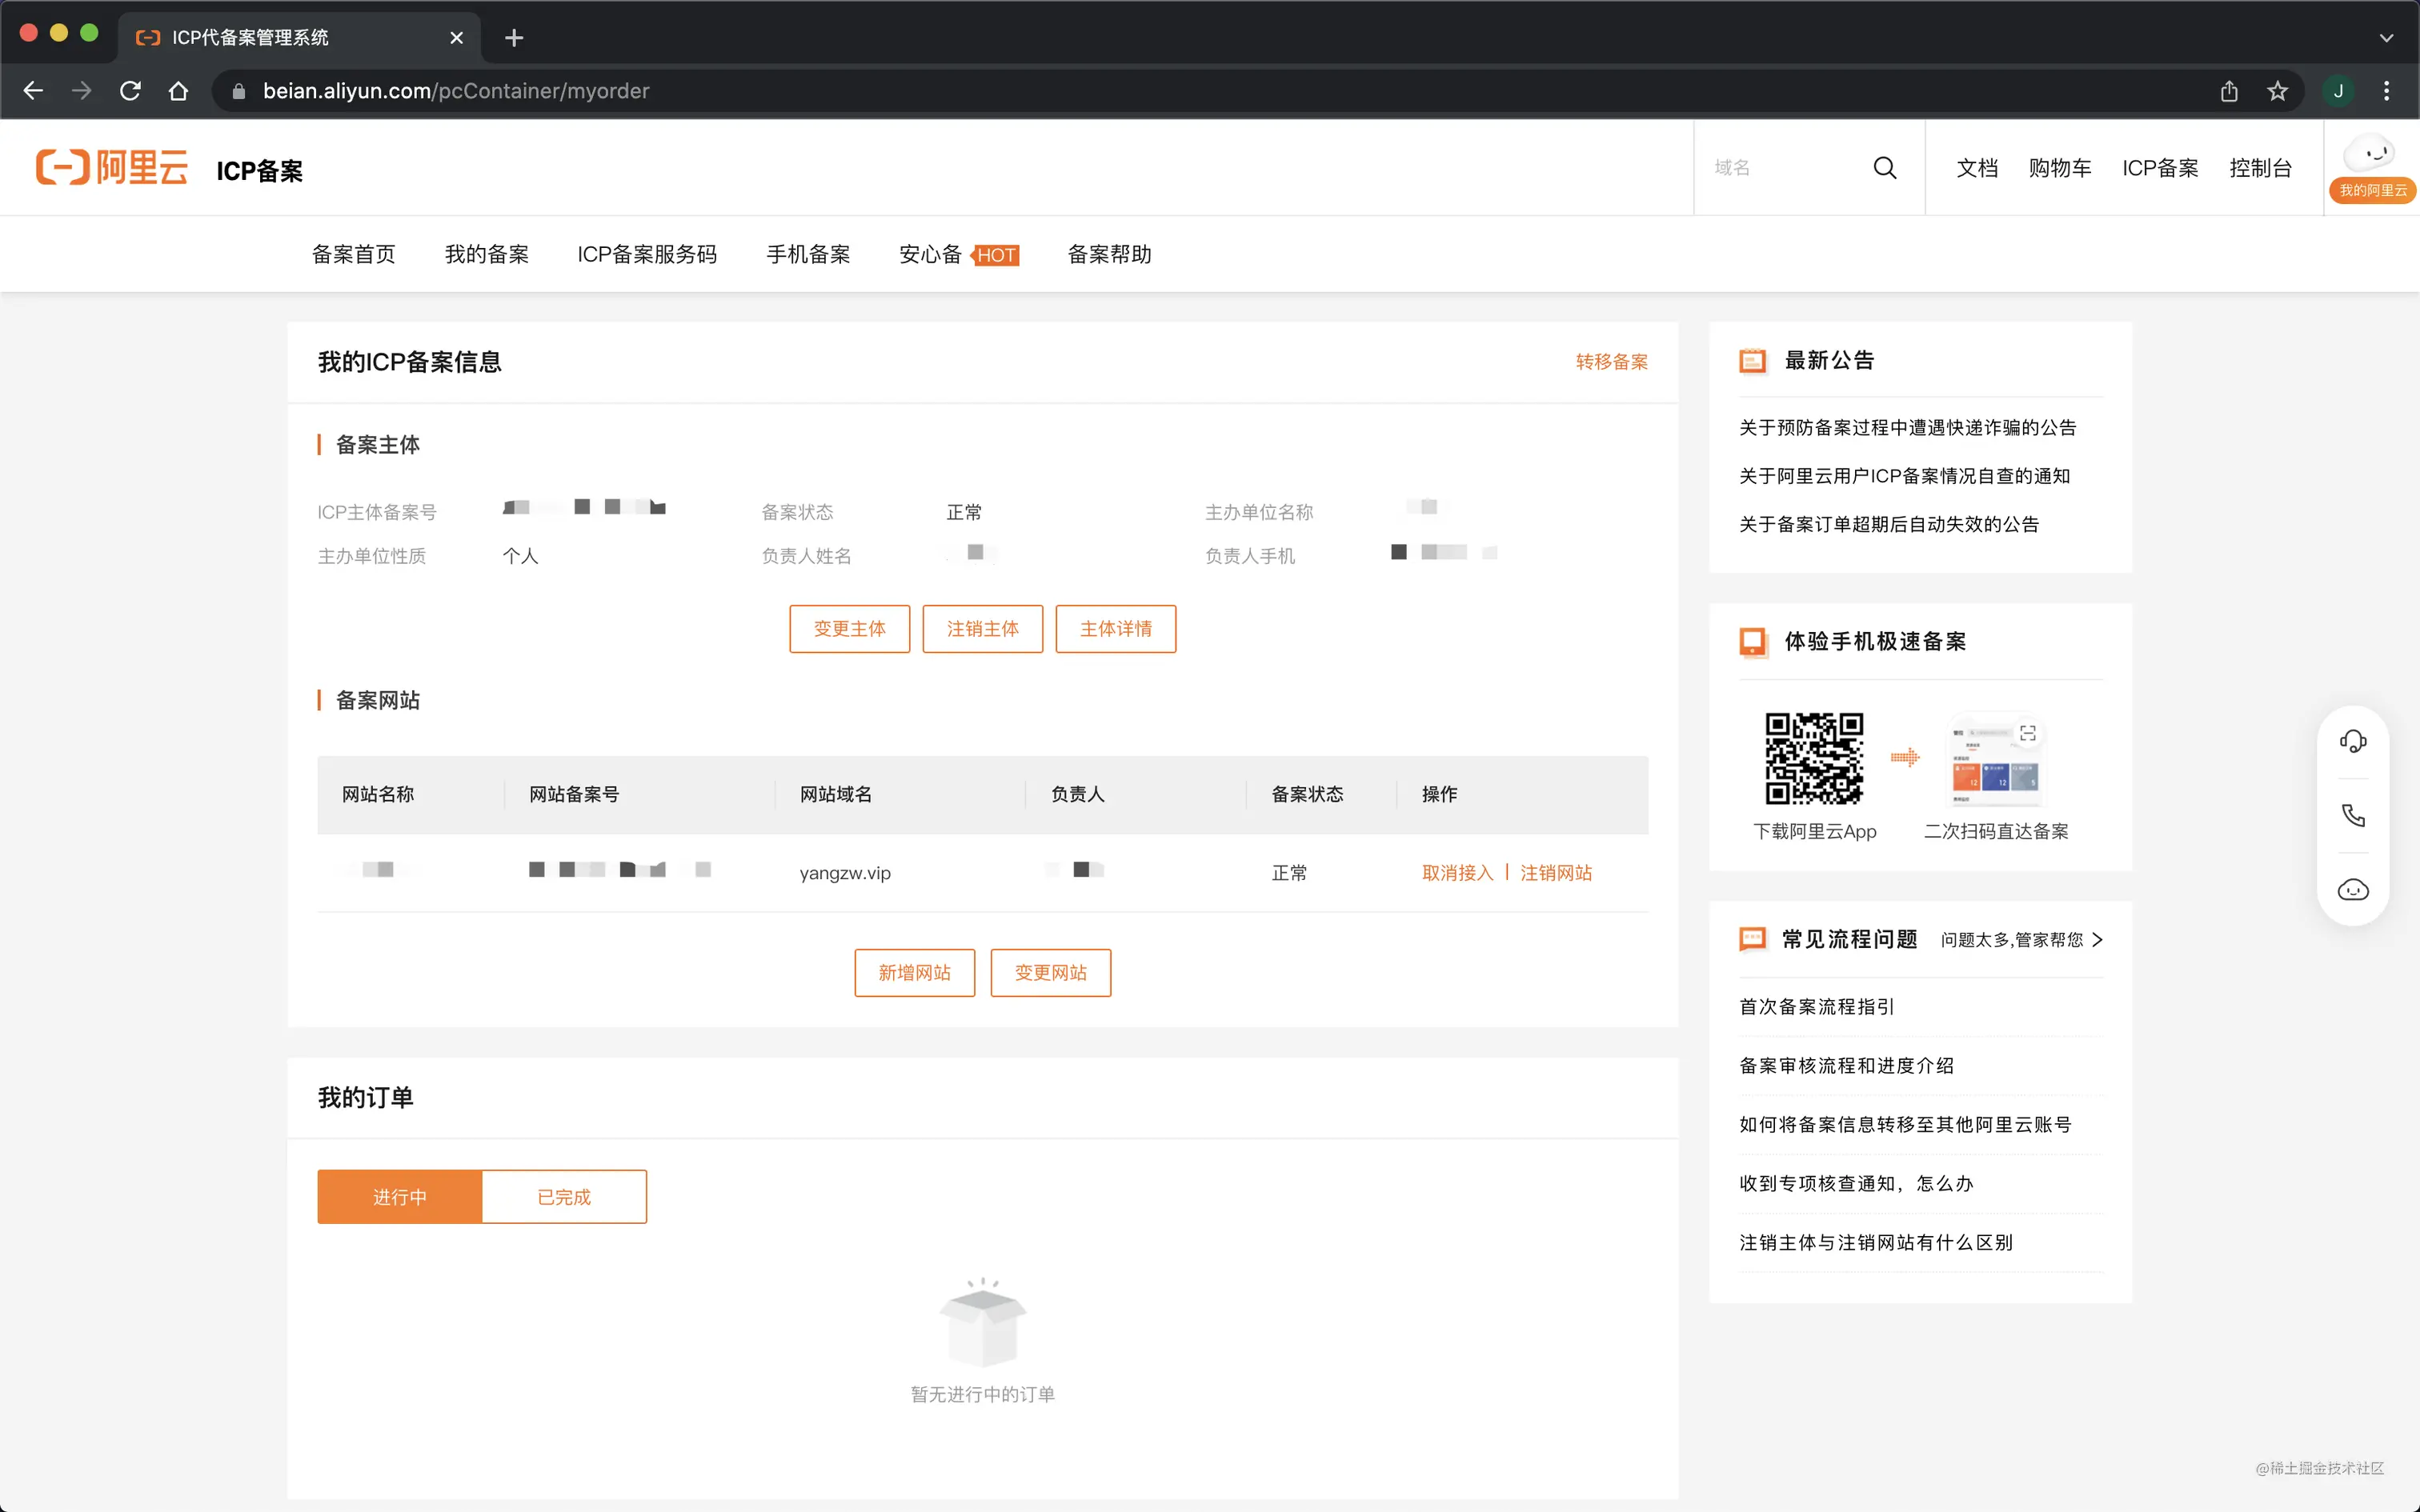 ICP代备案管理系统
beian.aliyun.com/pcContainer/myorder
J
阿里云 ICP备案
域名
文档 购物车 ICP备案 控制台
我的阿里云
备案首页 我的备案 ICP备案服务码 手机备案 安心备 HOT 备案帮助
我的ICP备案信息 转移备案
备案主体
ICP主体备案号 备案状态 正常 主办单位名称
主办单位性质 个人 负责人姓名 负责人手机
变更主体 注销主体 主体详情
备案网站
网站名称 网站备案号 网站域名 负责人 备案状态 操作
yangzw.vip 正常 取消接入 注销网站
新增网站 变更网站
我的订单
进行中 已完成
暂无进行中的订单
最新公告
关于预防备案过程中遭遇快递诈骗的公告
关于阿里云用户ICP备案情况自查的通知
关于备案订单超期后自动失效的公告
体验手机极速备案
下载阿里云App 二次扫码直达备案
常见流程问题 问题太多,管家帮您
首次备案流程指引
备案审核流程和进度介绍
如何将备案信息转移至其他阿里云账号
收到专项核查通知，怎么办
注销主体与注销网站有什么区别
@稀土掘金技术社区